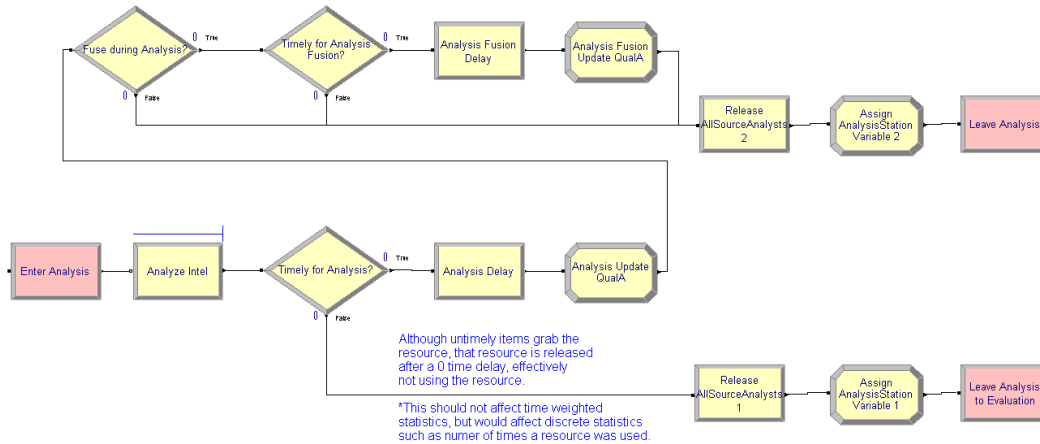 0 True
0 True
Fuse during Analysis?
Timely for Analysis
Fusion?
Analysis Fusion
Delay
Analysis Fusion
Update QualA
0 False
0 False
Release
AllSourceAnalysts
2
Assign
AnalysisStation
Variable 2
Leave Analysis
Enter Analysis
Analyze Intel
Timely for Analysis?
0 True
Analysis Delay
Analysis Update
QualA
0 False
Although untimely items grab the
resource, that resource is released
after a 0 time delay, effectively
not using the resource.
*This should not affect time weighted
statistics, but would affect discrete statistics
such as numer of times a resource was used.
Release
AllSourceAnalysts
1
Assign
AnalysisStation
Variable 1
Leave Analysis
to Evaluation